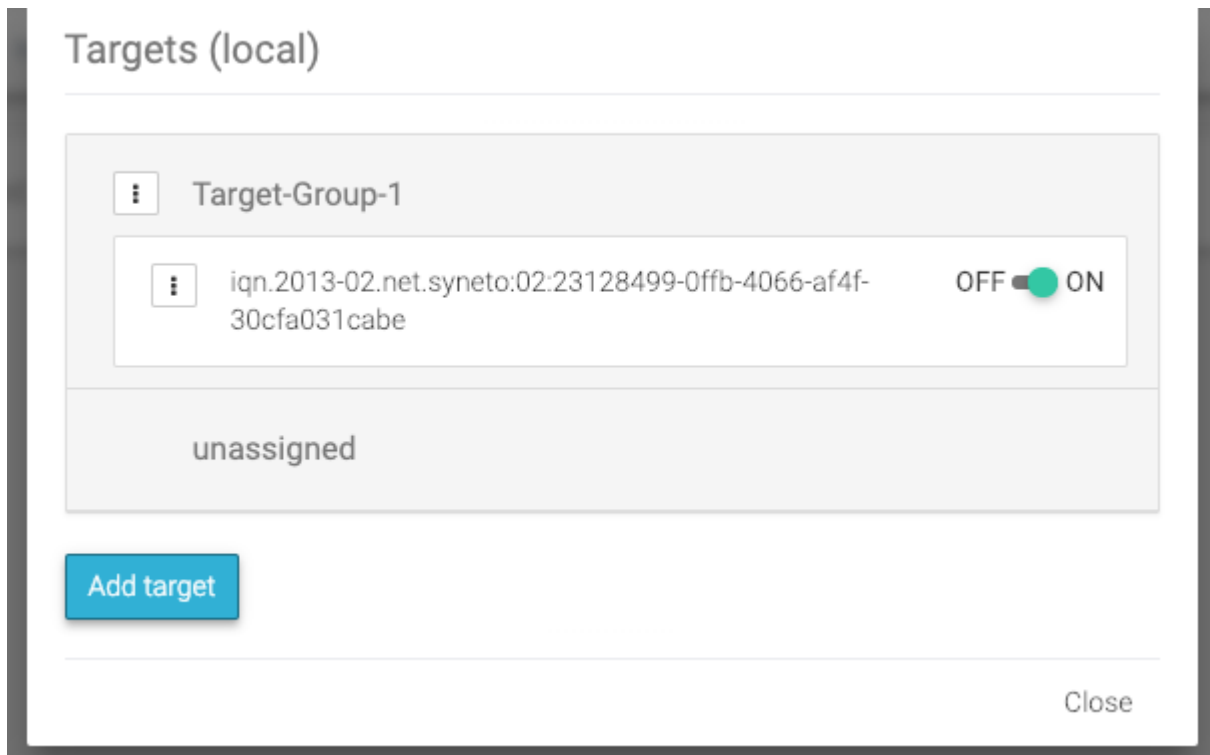 Targets (local)
Target-Group-1
iqn.2013-02.net.syneto:02:23128499-0ffb-4066-af4f-
30cfa031cabe
OFF ON
unassigned
Add target
Close